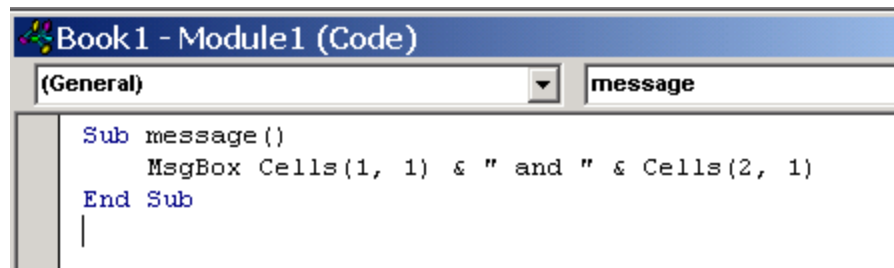 Book1 - Module1 (Code)
(General) message
Sub message()
    MsgBox Cells(1, 1) & " and " & Cells(2, 1)
End Sub